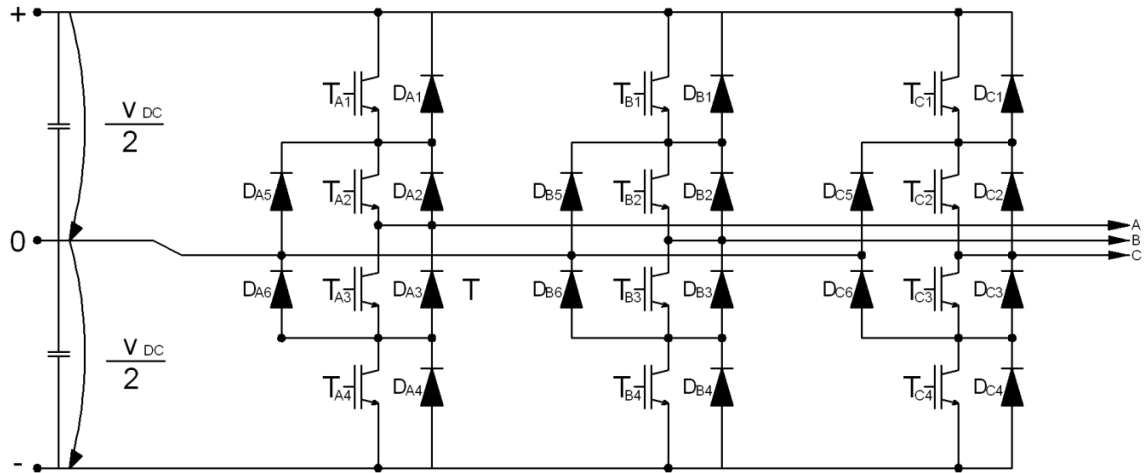 +
V DC
2
TA1
DA1
TB1
DB1
TC1
DC1
DA5
TA2
DA2
DB5
TB2
DB2
DC5
TC2
DC2
A
0
B
C
DA6
TA3
DA3
T
DB6
TB3
DB3
DC6
TC3
DC3
V DC
2
TA4
DA4
TB4
DB4
TC4
DC4
-